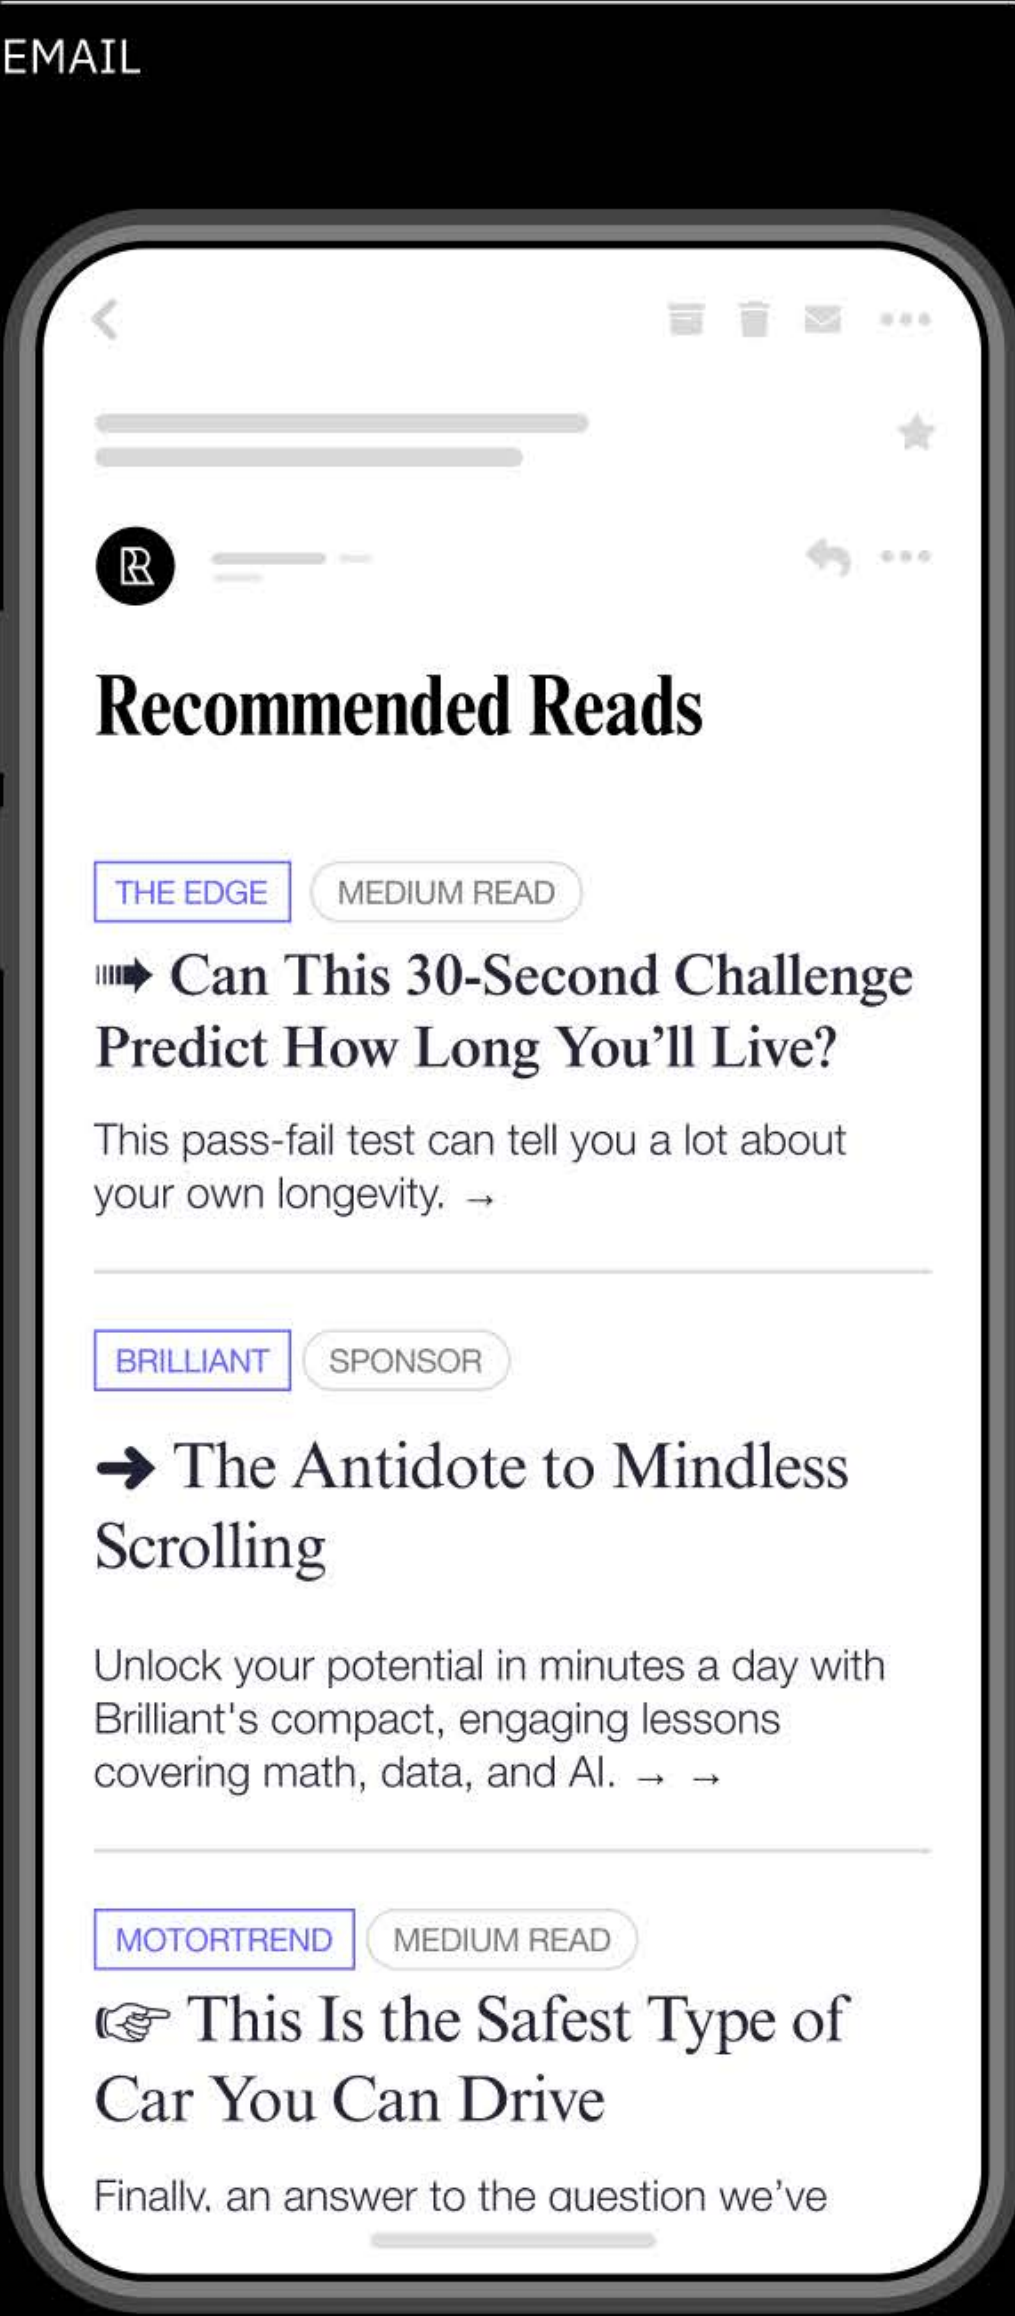 EMAIL
R
Recommended Reads
THE EDGE MEDIUM READ
➠ Can This 30-Second Challenge
Predict How Long You’ll Live?
This pass-fail test can tell you a lot about
your own longevity. →
BRILLIANT SPONSOR
➔ The Antidote to Mindless
Scrolling
Unlock your potential in minutes a day with
Brilliant's compact, engaging lessons
covering math, data, and AI. → →
MOTORTREND MEDIUM READ
☞ This Is the Safest Type of
Car You Can Drive
Finally, an answer to the question we’ve